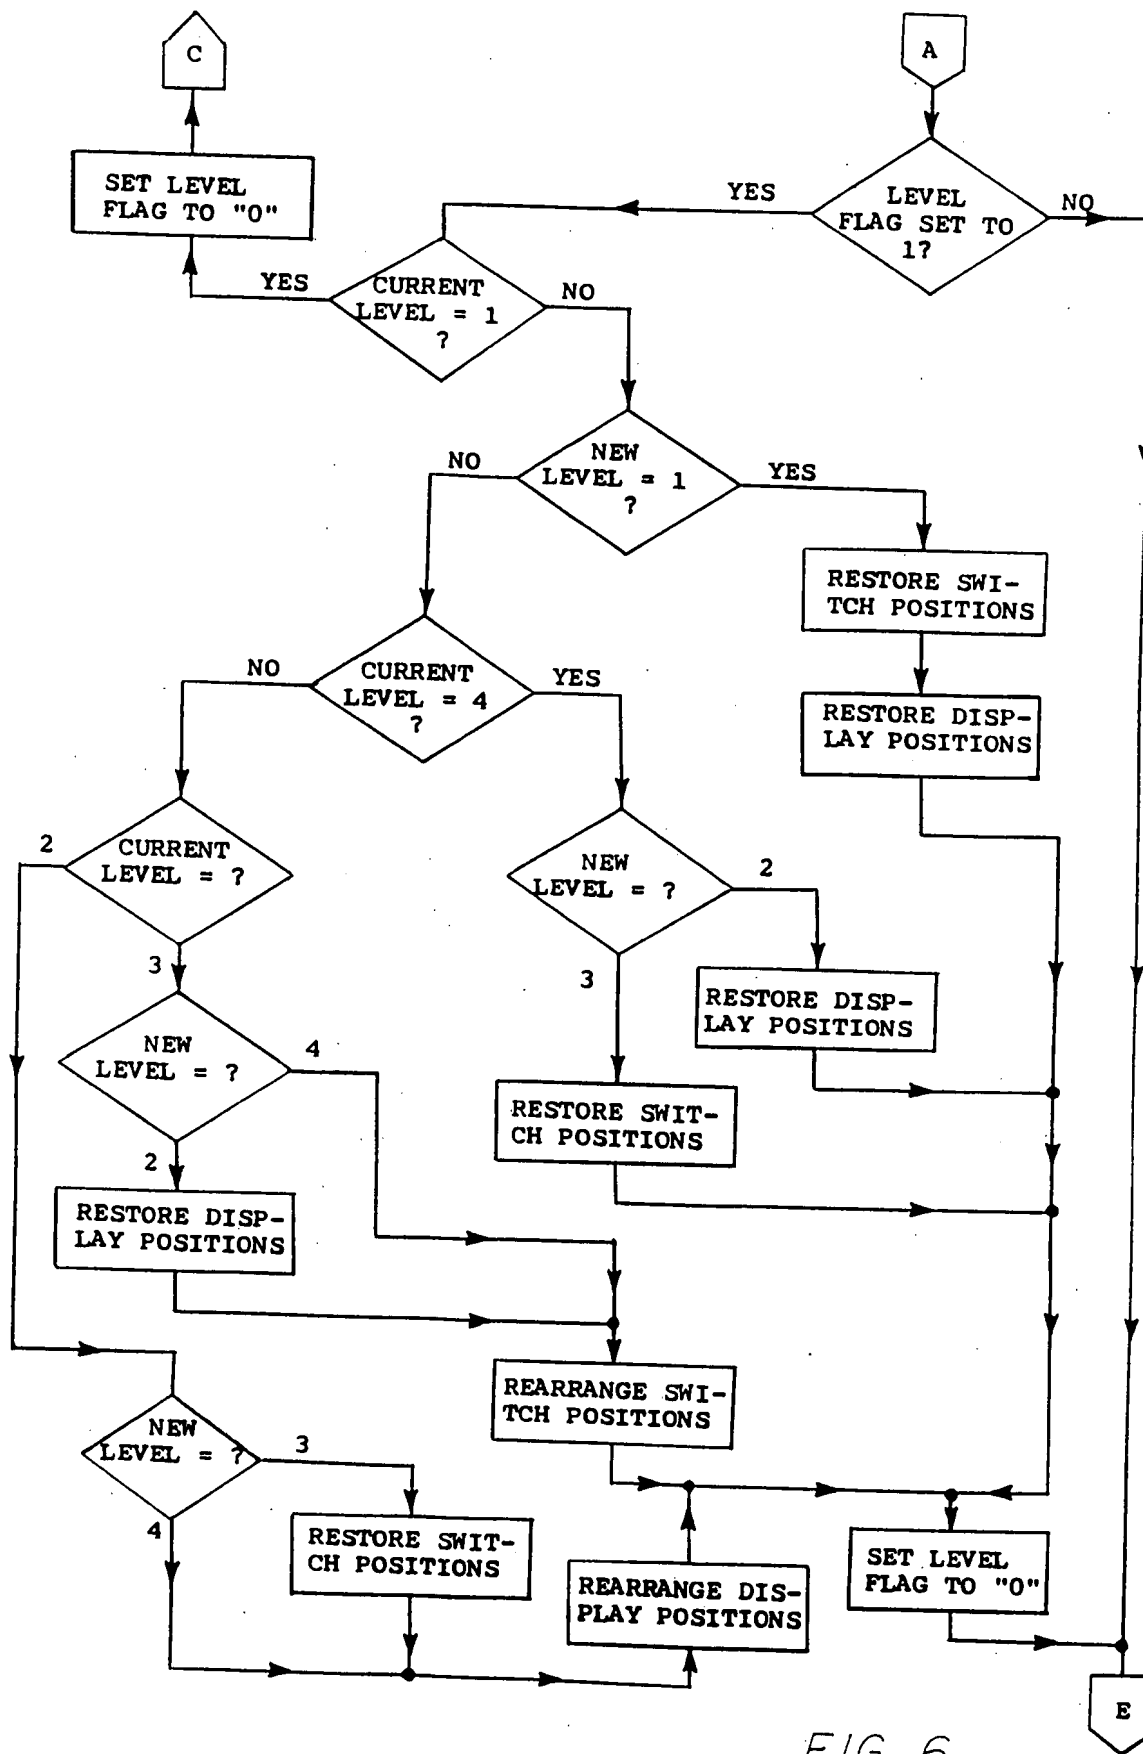 C
A
SET LEVEL
FLAG TO "0"
YES
LEVEL
FLAG SET TO
1?
NO
YES
CURRENT
LEVEL = 1
?
NO
NO
NEW
LEVEL = 1
?
YES
RESTORE SWI-
TCH POSITIONS
NO
CURRENT
LEVEL = 4
?
YES
RESTORE DISP-
LAY POSITIONS
2
CURRENT
LEVEL = ?
NEW
LEVEL = ?
2
3
3
RESTORE DISP-
LAY POSITIONS
NEW
LEVEL = ?
4
RESTORE SWIT-
CH POSITIONS
2
RESTORE DISP-
LAY POSITIONS
REARRANGE SWI-
TCH POSITIONS
NEW
LEVEL = ?
3
4
RESTORE SWIT-
CH POSITIONS
REARRANGE DIS-
PLAY POSITIONS
SET LEVEL
FLAG TO "0"
E
FIG 6